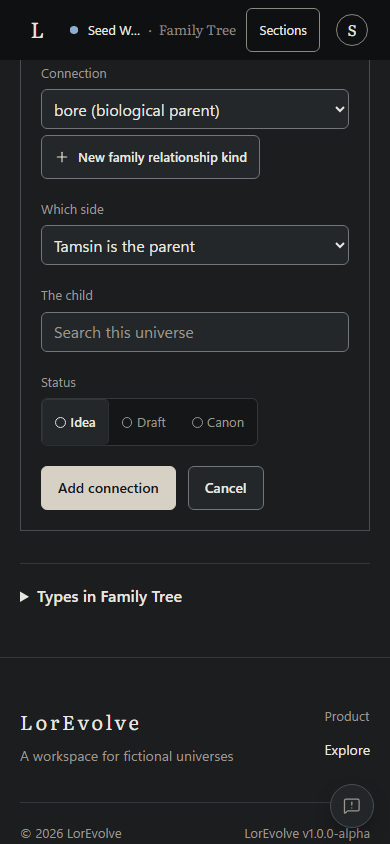 L Seed W... · Family Tree Sections S
Connection
bore (biological parent)
+ New family relationship kind
Which side
Tamsin is the parent
The child
Search this universe
Status
Idea Draft Canon
Add connection Cancel
Types in Family Tree
LorEvolve Product
A workspace for fictional universes Explore
© 2026 LorEvolve LorEvolve v1.0.0-alpha